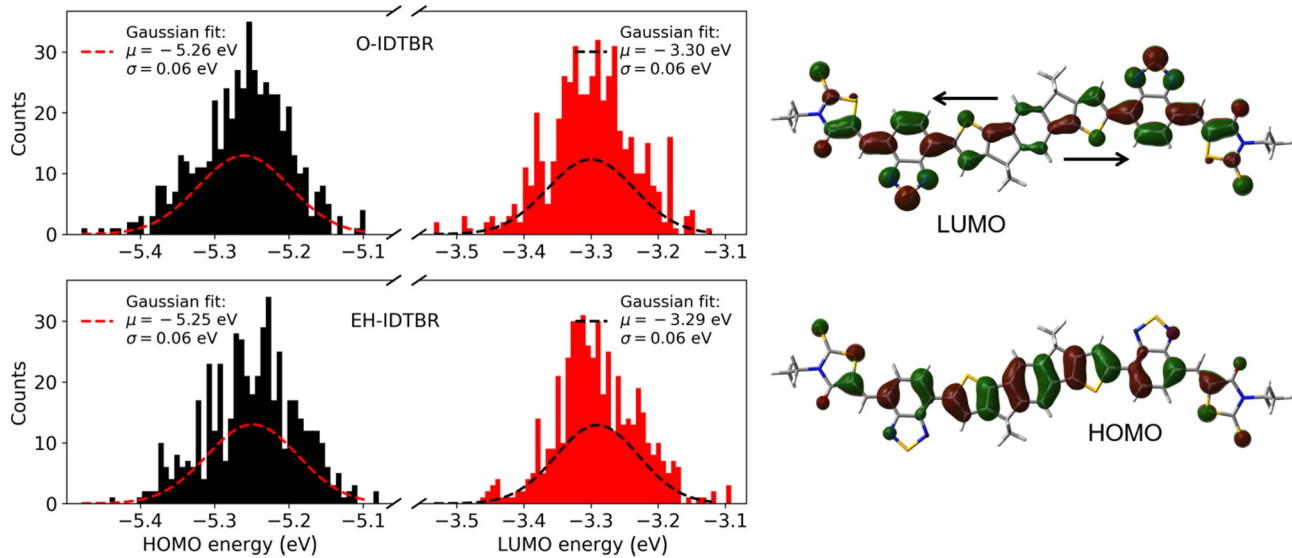 Gaussian fit:
μ = −5.26 eV
σ = 0.06 eV
O-IDTBR
Gaussian fit:
μ = −3.30 eV
σ = 0.06 eV
Counts
30
20
10
0
−5.4
−5.3
−5.2
−5.1
−3.5
−3.4
−3.3
−3.2
−3.1
LUMO
Gaussian fit:
μ = −5.25 eV
σ = 0.06 eV
EH-IDTBR
Gaussian fit:
μ = −3.29 eV
σ = 0.06 eV
Counts
30
20
10
0
−5.4
−5.3
−5.2
−5.1
−3.5
−3.4
−3.3
−3.2
−3.1
HOMO energy (eV)
LUMO energy (eV)
HOMO